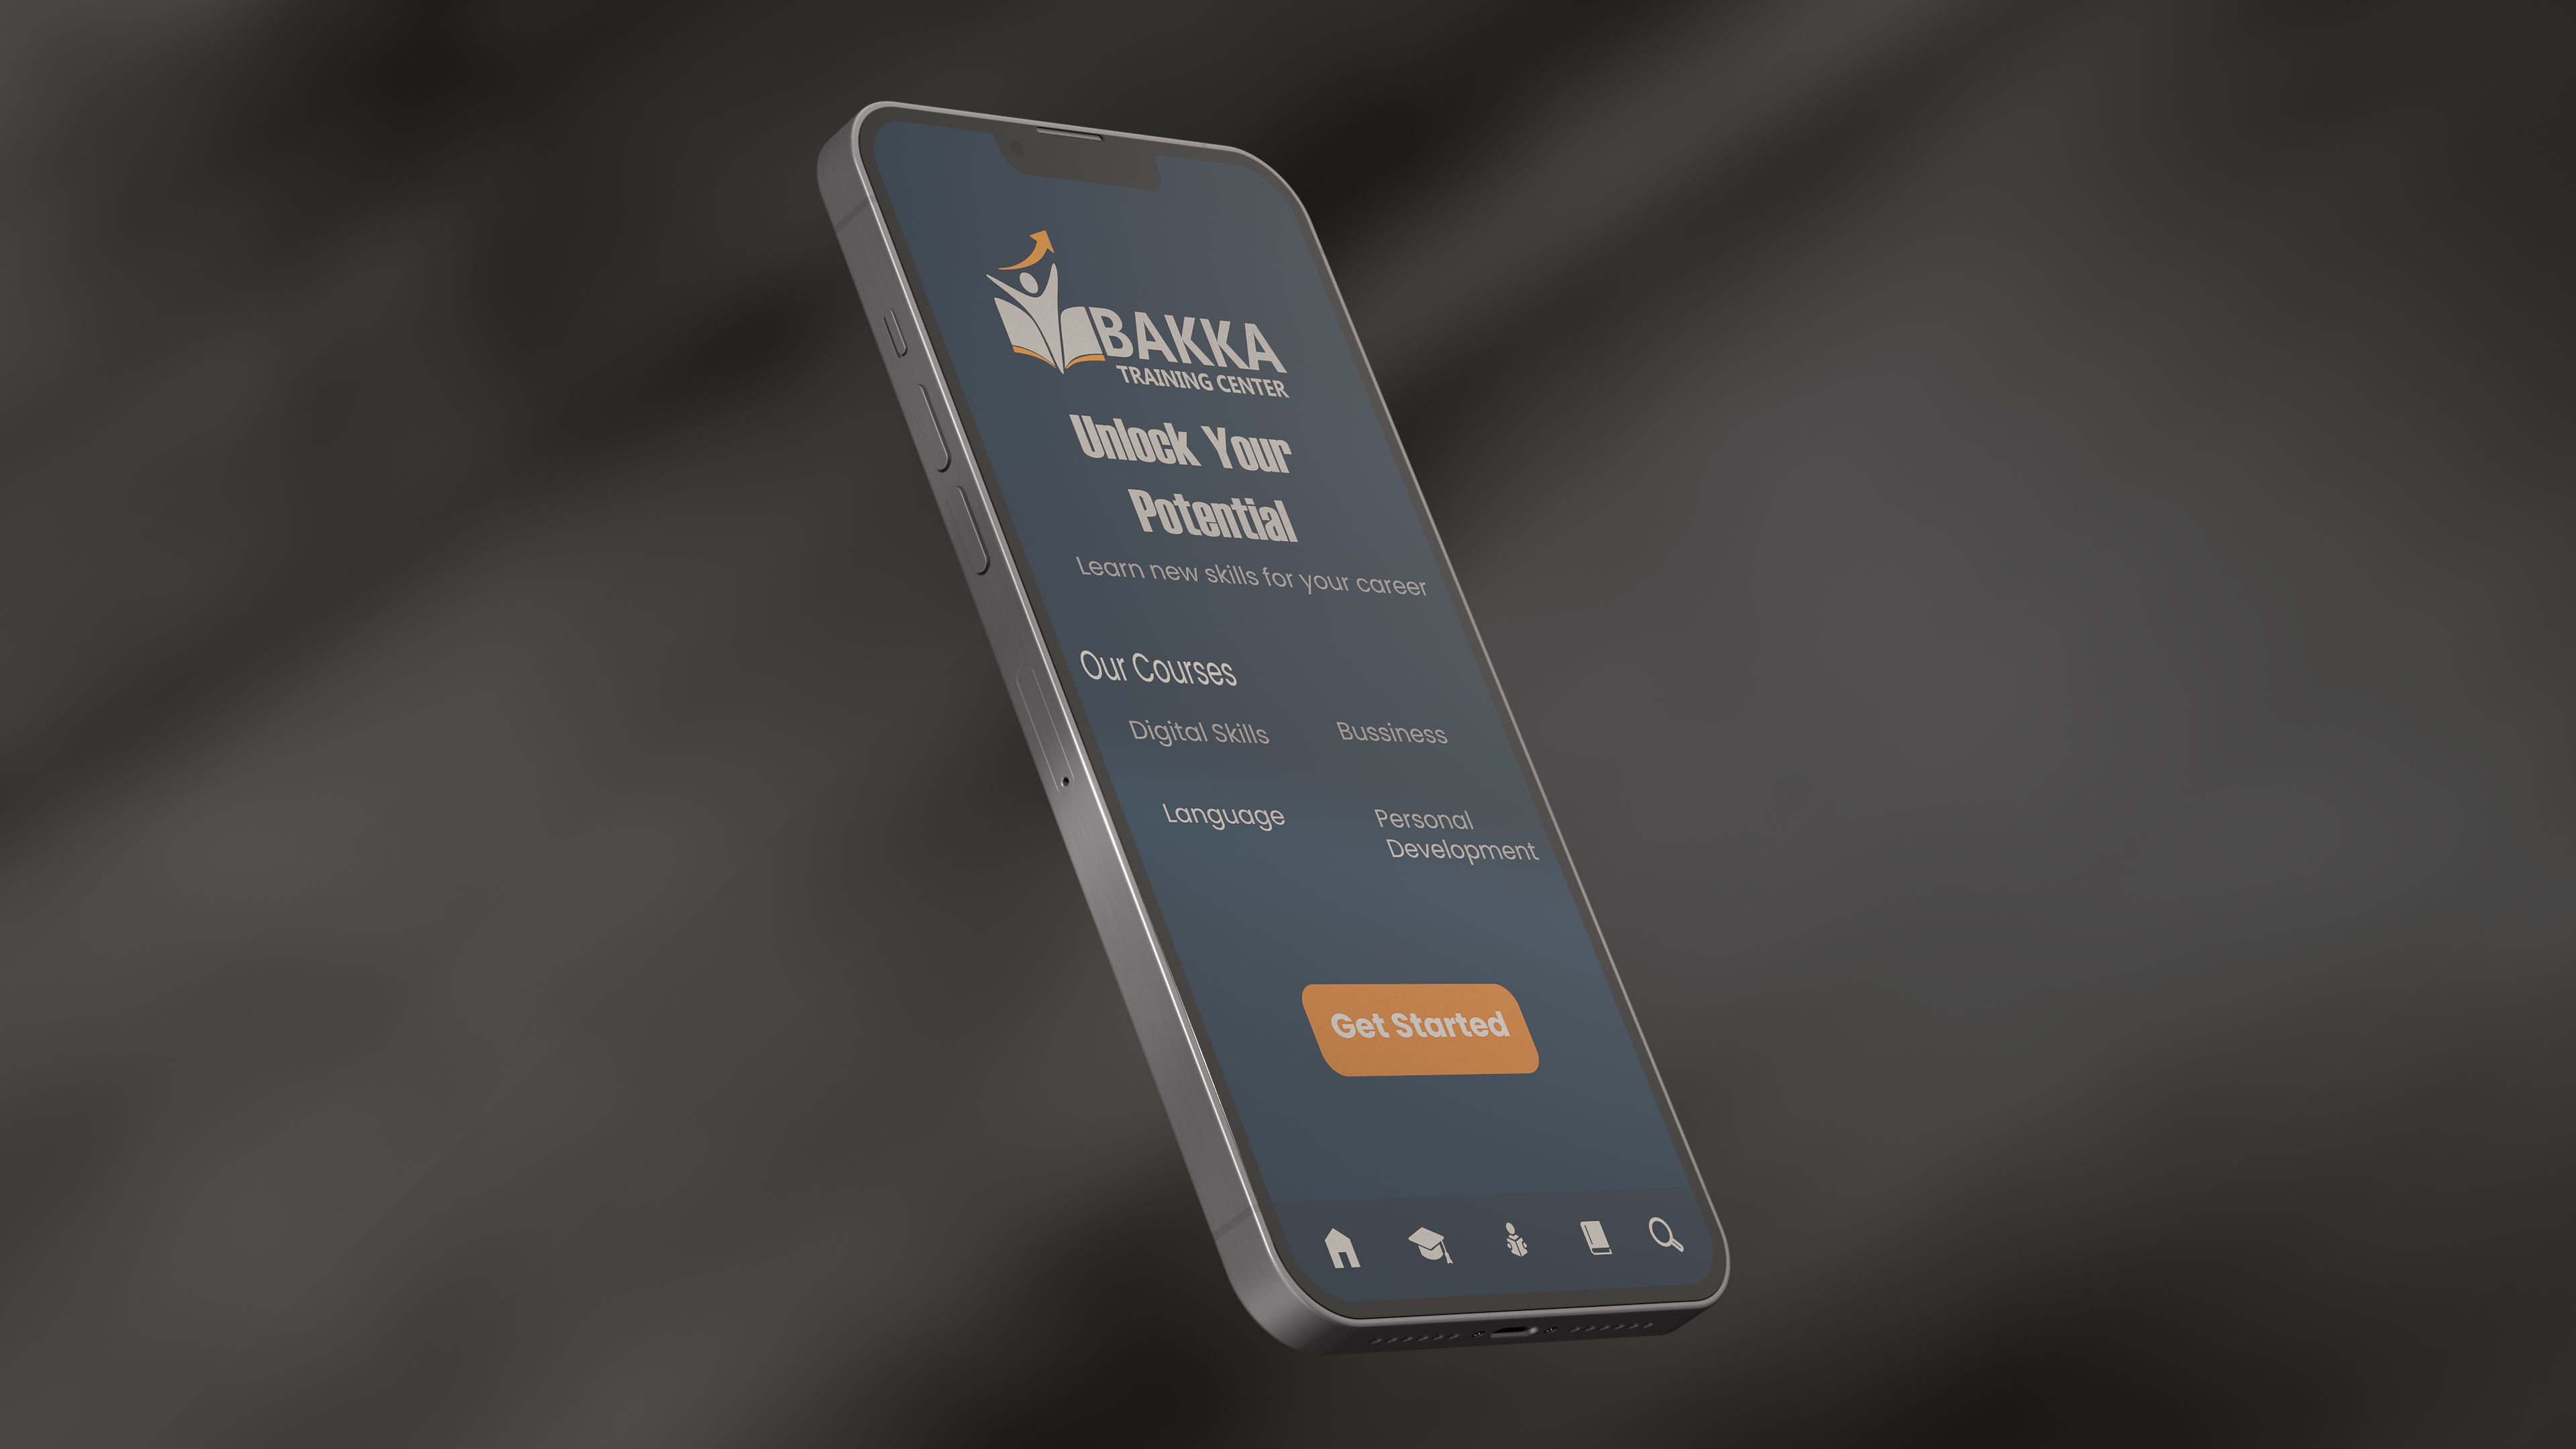 BAKKA
TRAINING CENTER
Unlock Your
Potential
Learn new skills for your career
Our Courses
Digital Skills
Bussiness
Language
Personal
Development
Get Started